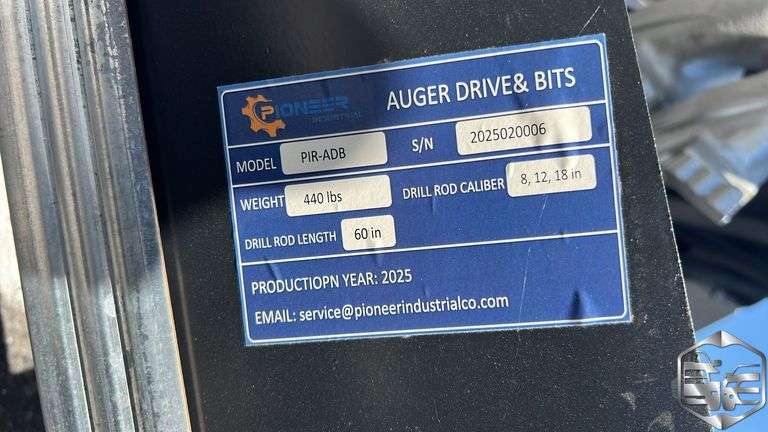 PIONEER
INDUSTRIAL
AUGER DRIVE& BITS
MODEL PIR-ADB S/N 2025020006
WEIGHT 440 lbs DRILL ROD CALIBER 8, 12, 18 in
DRILL ROD LENGTH 60 in
PRODUCTIOPN YEAR: 2025
EMAIL: service@pioneerindustrialco.com